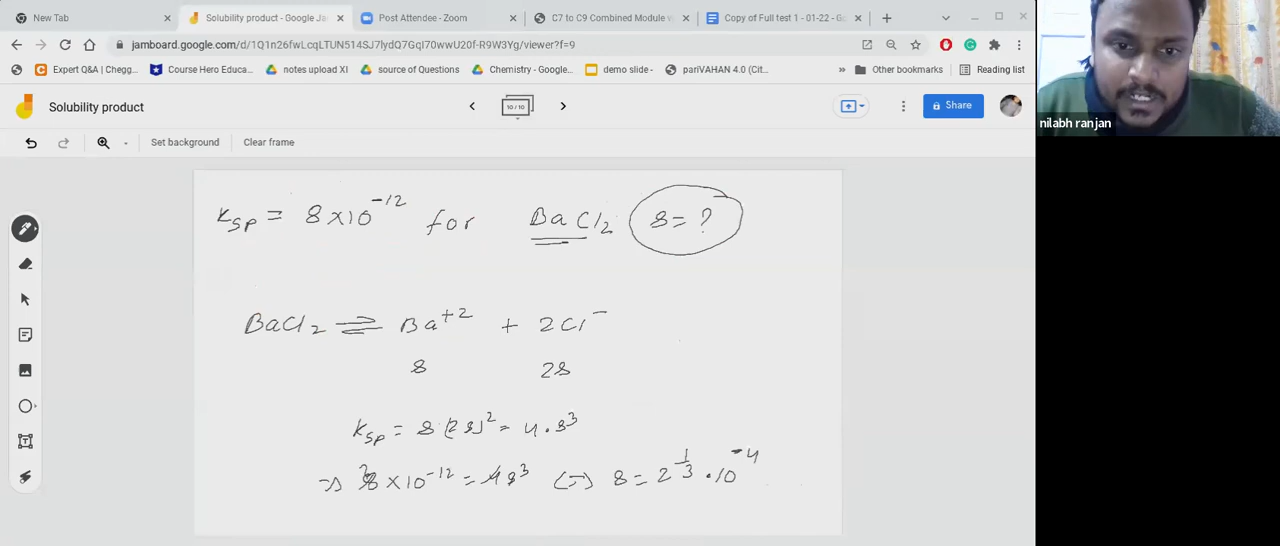 New Tab
Solubility product - Google Ja
Post Attendee - Zoom
C7 to C9 Combined Module w
Copy of Full test 1 - 01-22 - Go
jamboard.google.com/d/1Q1n26fwLcqLTUN514SJ7lydQ7GqI70wwU20f-R9W3Yg/viewer?f=9
Expert Q&A | Chegg...
Course Hero Educa...
notes upload XI
source of Questions
Chemistry - Google...
demo slide -
pariVAHAN 4.0 (Cit...
» Other bookmarks
Reading list
nilabh ranjan
Solubility product
10 / 10
Share
Set background
Clear frame
Ksp = 8×10⁻¹² for BaCl₂ s = ?
BaCl₂ ⇌ Ba⁺² + 2Cl⁻
s 2s
Ksp = s (2s)² = 4·s³
⇒ 8×10⁻¹² = 4s³ (=) s = 2^(1/3)·10⁻⁴